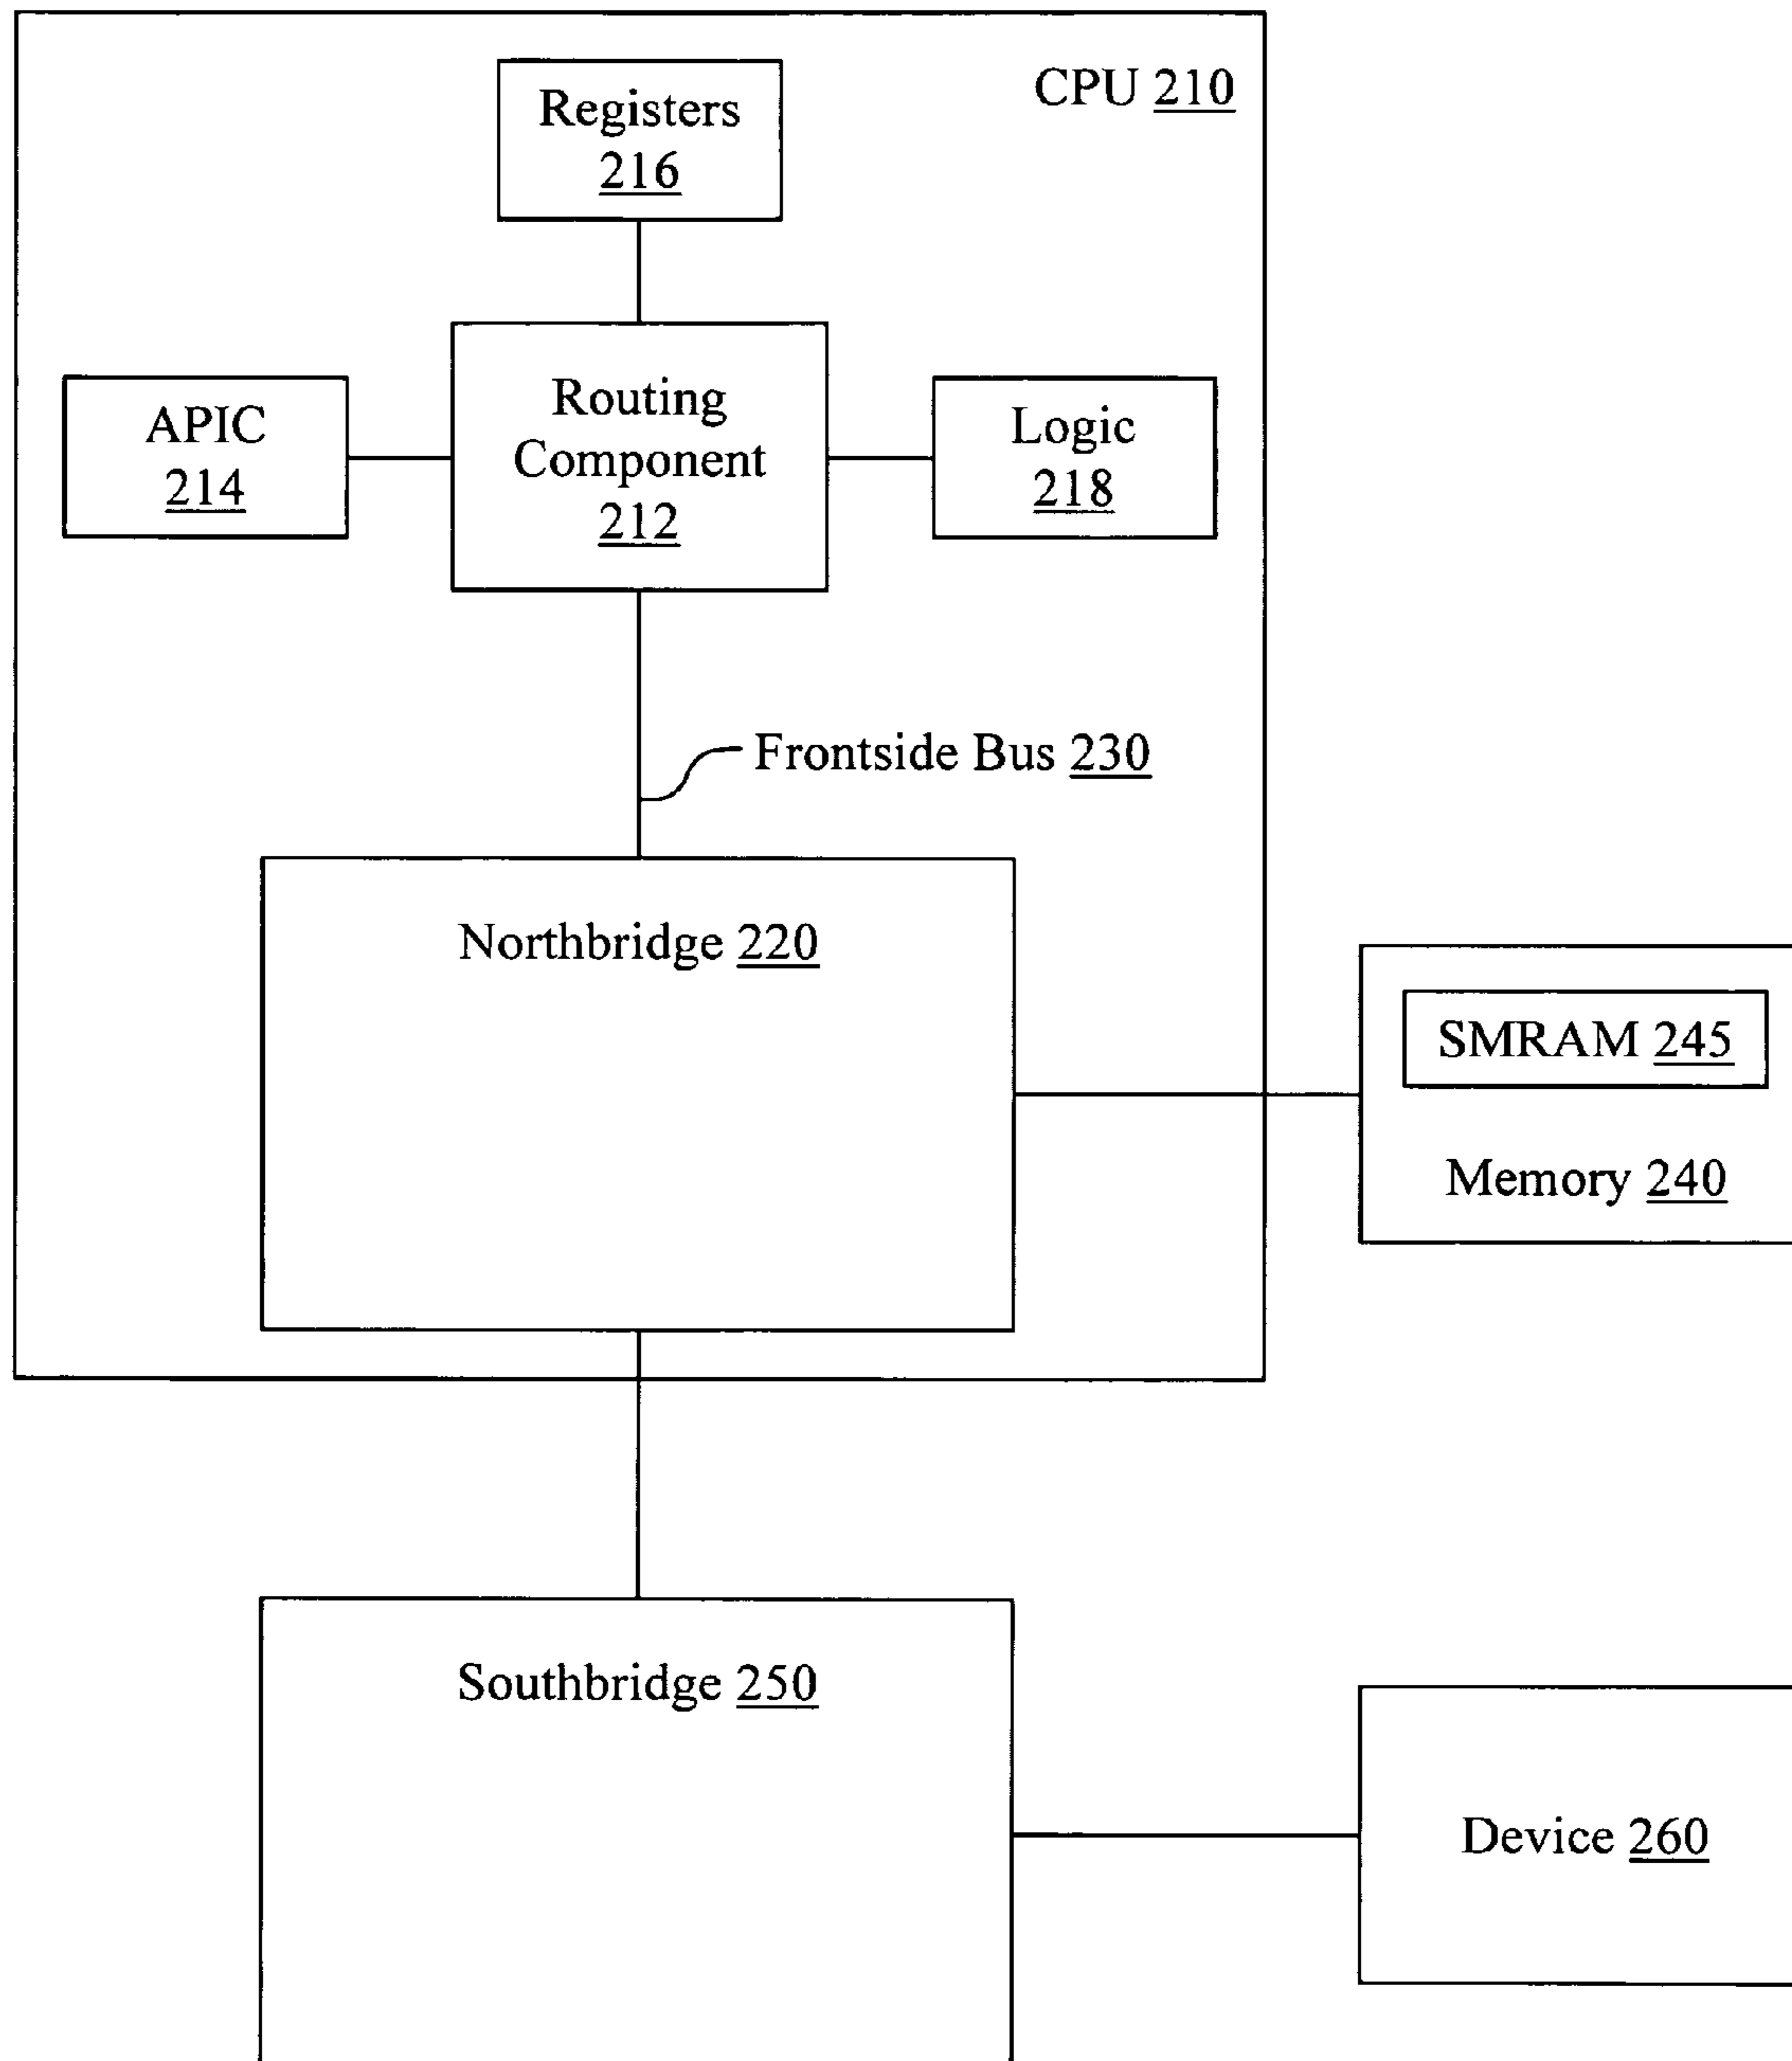 CPU 210
Registers
216
APIC
214
Routing
Component
212
Logic
218
Frontside Bus 230
Northbridge 220
SMRAM 245
Memory 240
Southbridge 250
Device 260